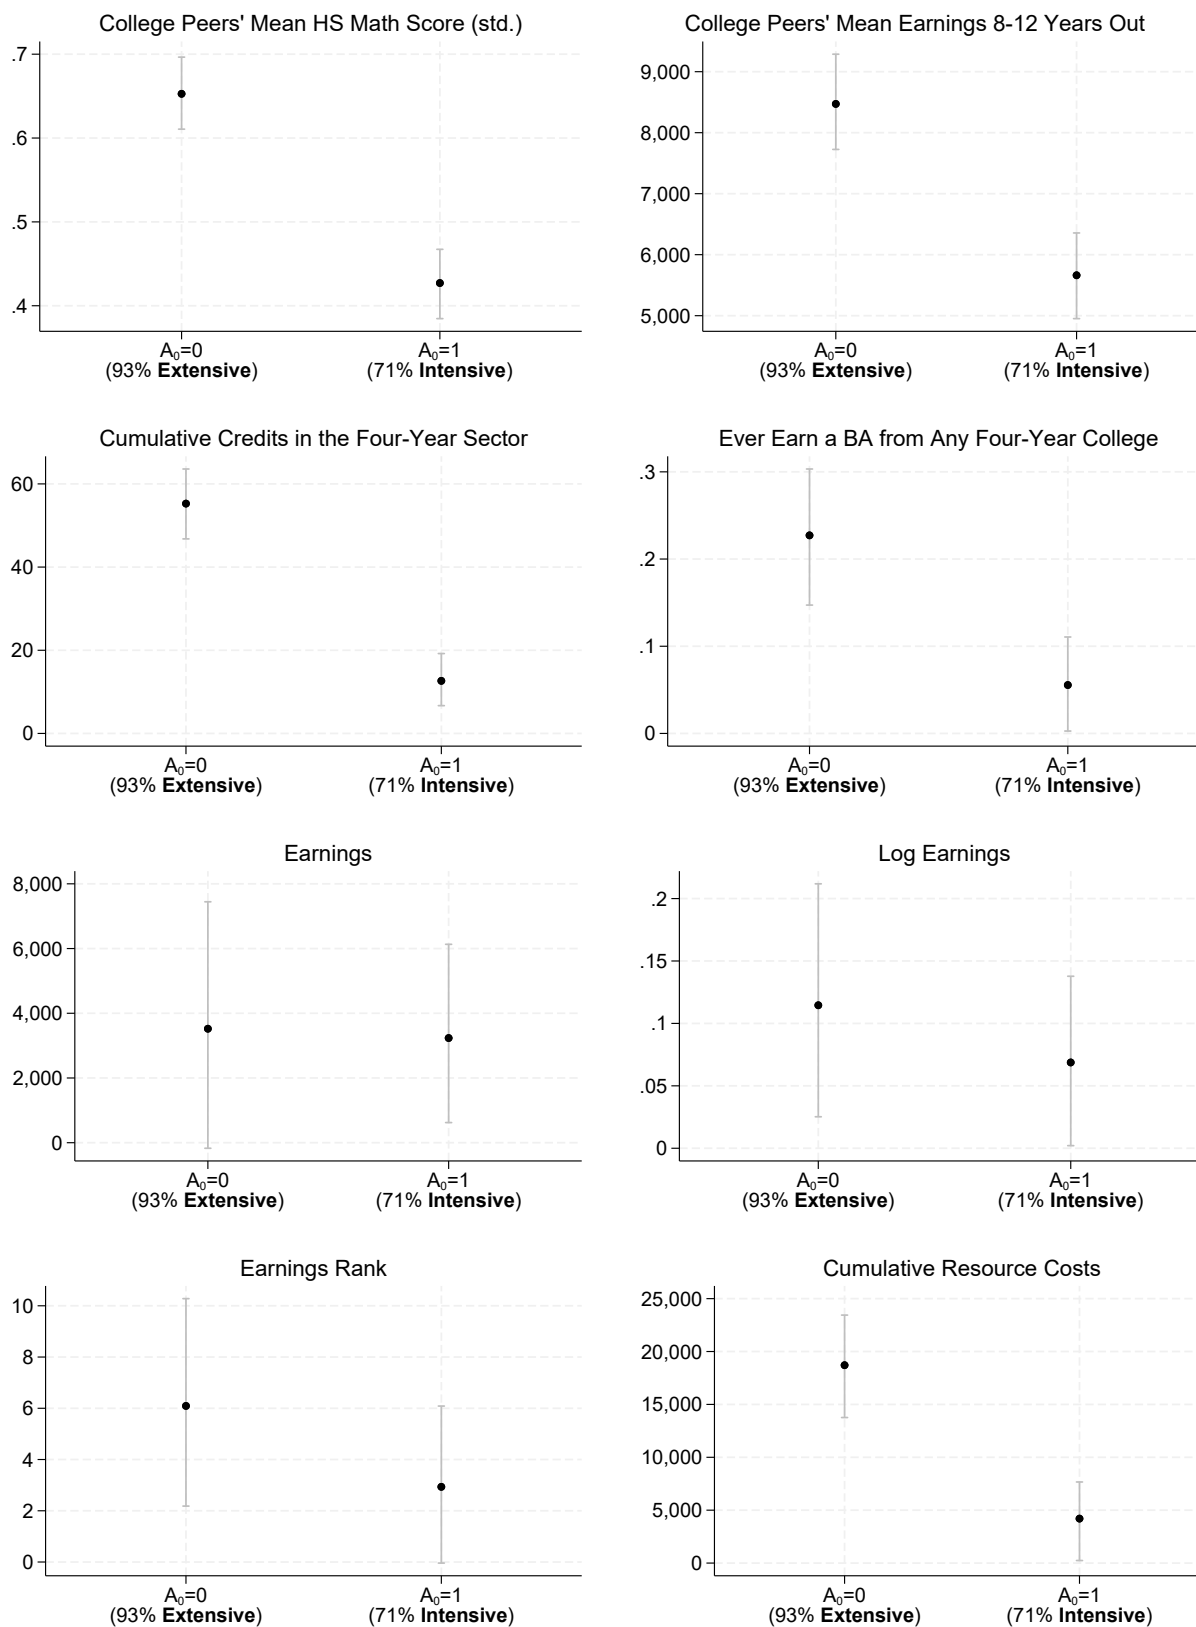 College Peers' Mean HS Math Score (std.)
.7
.6
.5
.4
A₀=0
(93% Extensive)
A₀=1
(71% Intensive)
College Peers' Mean Earnings 8-12 Years Out
9,000
8,000
7,000
6,000
5,000
A₀=0
(93% Extensive)
A₀=1
(71% Intensive)
Cumulative Credits in the Four-Year Sector
60
40
20
0
A₀=0
(93% Extensive)
A₀=1
(71% Intensive)
Ever Earn a BA from Any Four-Year College
.3
.2
.1
0
A₀=0
(93% Extensive)
A₀=1
(71% Intensive)
Earnings
8,000
6,000
4,000
2,000
0
A₀=0
(93% Extensive)
A₀=1
(71% Intensive)
Log Earnings
.2
.15
.1
.05
0
A₀=0
(93% Extensive)
A₀=1
(71% Intensive)
Earnings Rank
10
8
6
4
2
0
A₀=0
(93% Extensive)
A₀=1
(71% Intensive)
Cumulative Resource Costs
25,000
20,000
15,000
10,000
5,000
0
A₀=0
(93% Extensive)
A₀=1
(71% Intensive)